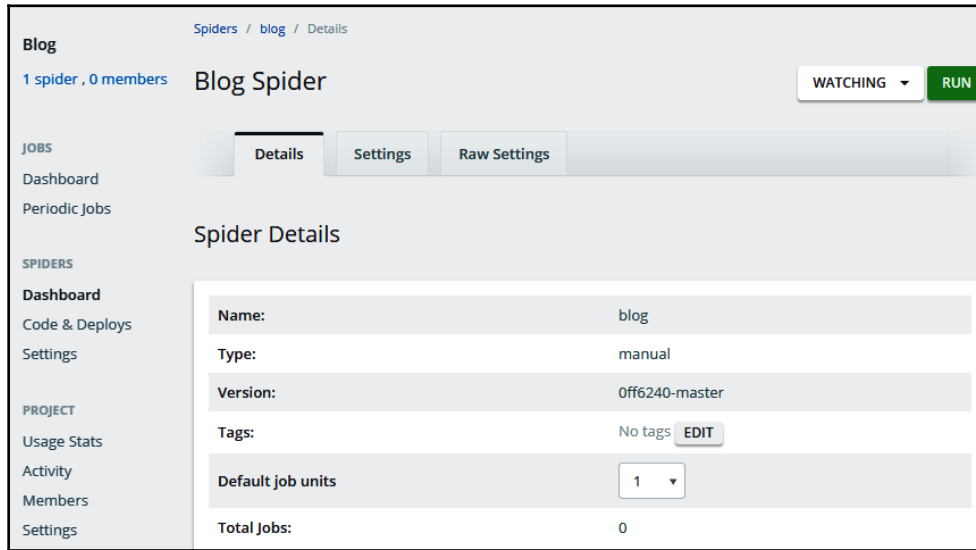 Blog
1 spider , 0 members
JOBS
Dashboard
Periodic Jobs
SPIDERS
Dashboard
Code & Deploys
Settings
PROJECT
Usage Stats
Activity
Members
Settings
Spiders / blog / Details
Blog Spider
WATCHING
RUN
Details Settings Raw Settings
Spider Details
Name: blog
Type: manual
Version: 0ff6240-master
Tags: No tags EDIT
Default job units 1
Total Jobs: 0